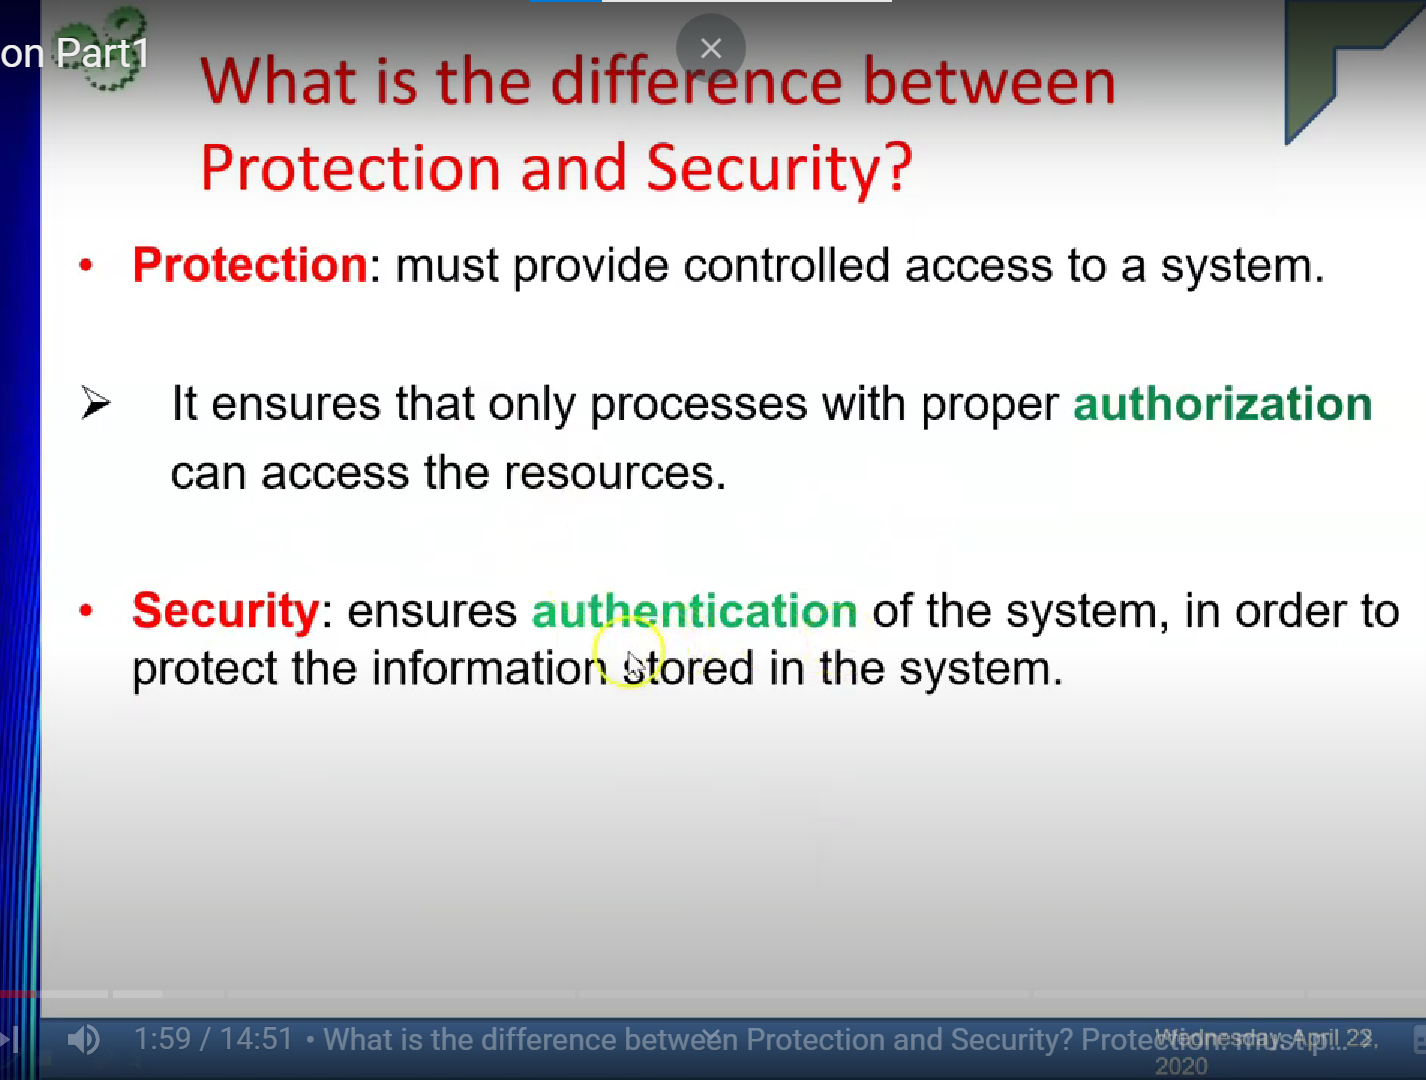 on Part1
What is the difference between
Protection and Security?
• Protection: must provide controlled access to a system.
➢ It ensures that only processes with proper authorization
can access the resources.
• Security: ensures authentication of the system, in order to
protect the information stored in the system.
1:59 / 14:51 • What is the difference between Protection and Security? Protection: must p...
Wednesday, April 22,
2020